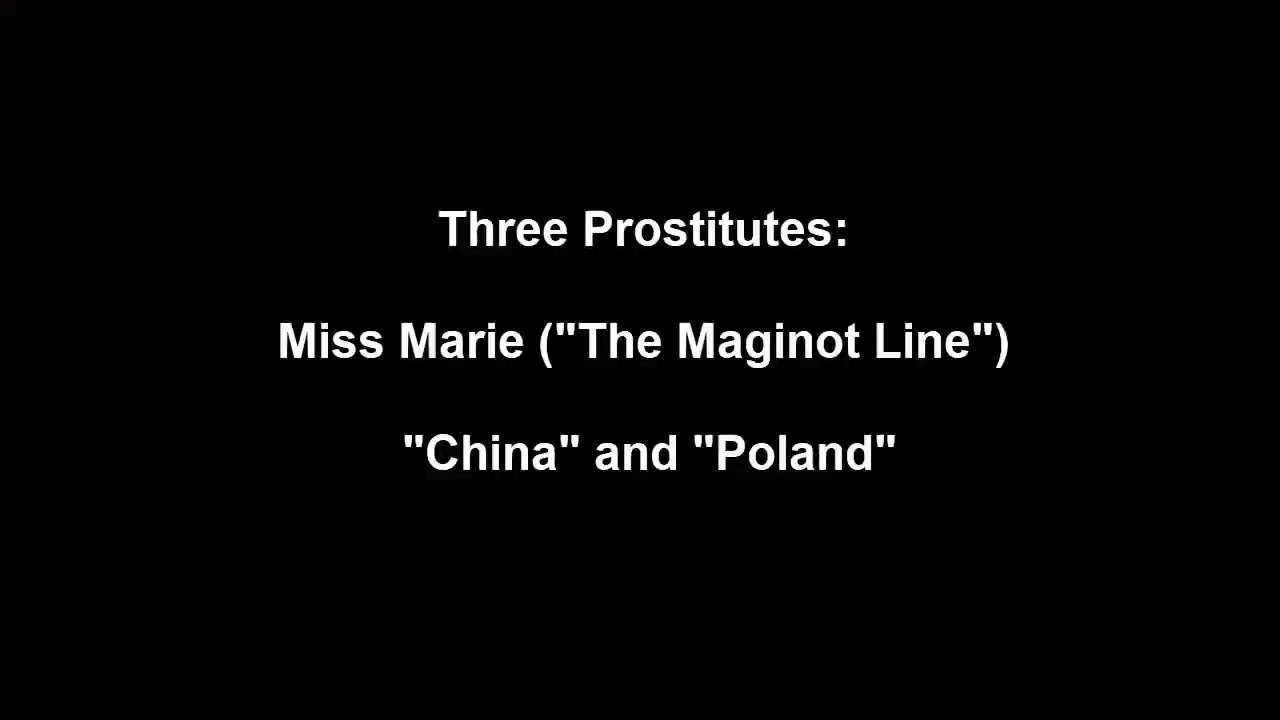 Three Prostitutes:
Miss Marie ("The Maginot Line")
"China" and "Poland"